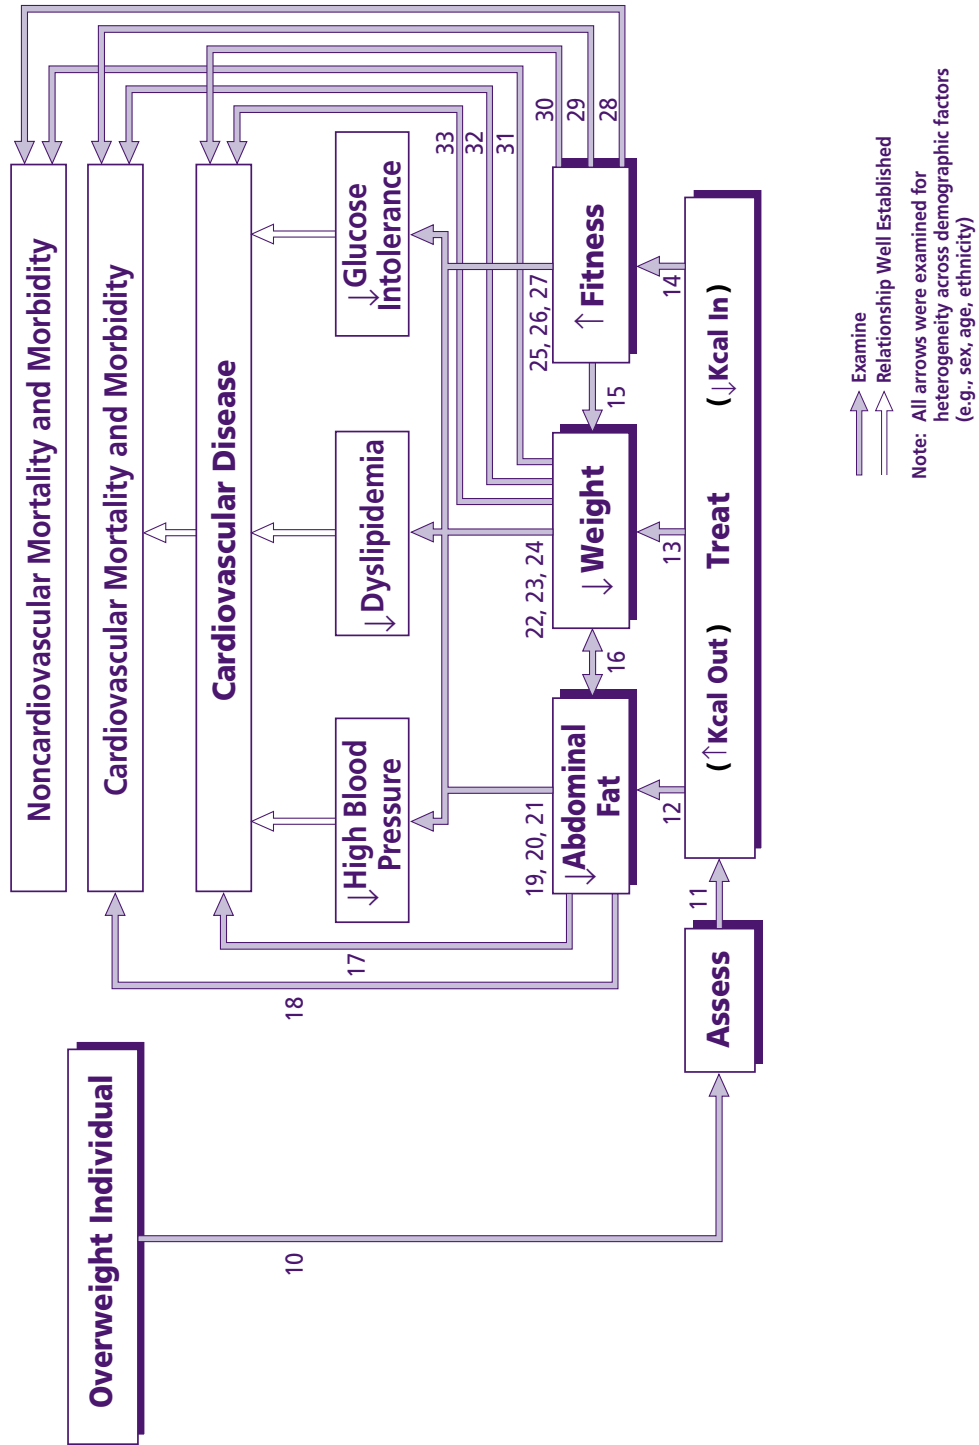 Overweight Individual
10
Assess
11
Noncardiovascular Mortality and Morbidity
Cardiovascular Mortality and Morbidity
Cardiovascular Disease
18
17
↓High Blood
Pressure
↓Dyslipidemia
↓Glucose
Intolerance
33
32
31
30
29
28
19, 20, 21
↓Abdominal
Fat
16
22, 23, 24
↓Weight
15
25, 26, 27
↑Fitness
12
13
14
(↑Kcal Out) Treat (↓Kcal In)
Examine
Relationship Well Established
Note: All arrows were examined for
heterogeneity across demographic factors
(e.g., sex, age, ethnicity)